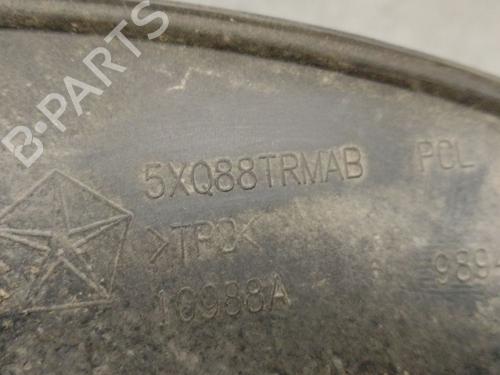 B-PARTS
5XQ88TRMAB PCL
>TPO<
10988A 989-